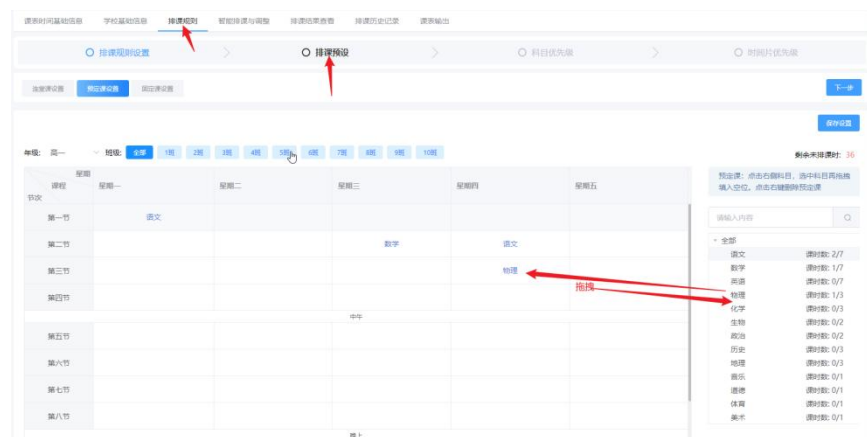 课表时间基础信息 学校基础信息 排课规则 智能排课与调整 排课结果查看 排课历史记录 课表输出
排课规则设置 排课预设 科目优先级 时间片优先级
连堂课设置 预定课设置 固定课设置 下一步
保存设置
年级: 高一 班级: 全部 1班 2班 3班 4班 5班 6班 7班 8班 9班 10班 剩余未排课时: 36
星期 课程 节次 星期一 星期二 星期三 星期四 星期五
预定课: 点击右侧科目, 选中科目再拖拽
填入空位。点击右键删除预定课
第一节 语文
请输入内容
第二节 数学 语文
全部
语文 课时数: 2/7
第三节 物理
数学 课时数: 1/7
英语 课时数: 0/7
拖拽
物理 课时数: 1/3
第四节
化学 课时数: 0/3
中午
生物 课时数: 0/2
第五节
政治 课时数: 0/2
历史 课时数: 0/3
第六节
地理 课时数: 0/3
音乐 课时数: 0/1
第七节
道德 课时数: 0/1
体育 课时数: 0/1
第八节
美术 课时数: 0/1
晚上